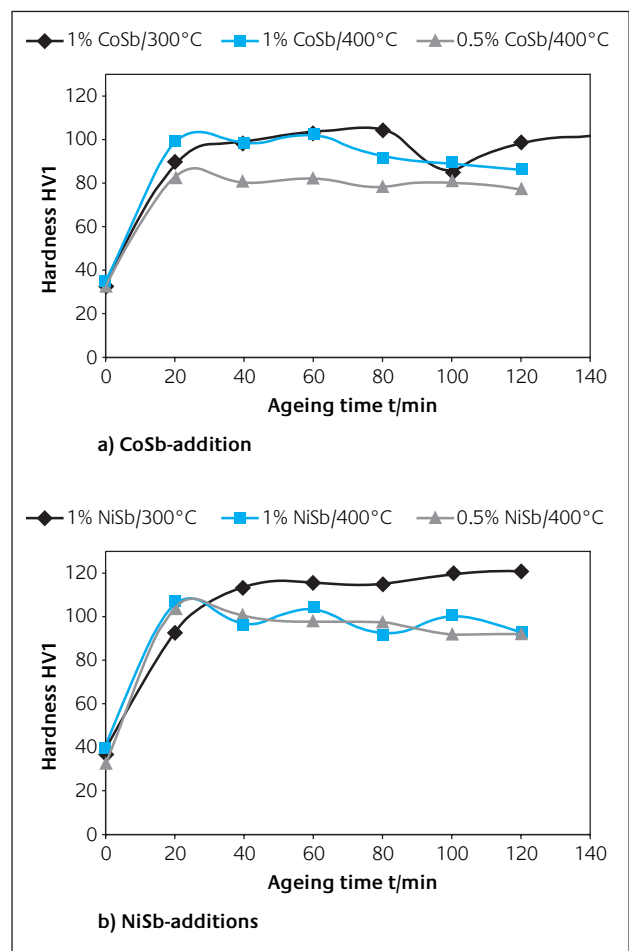 1% CoSb/300°C 1% CoSb/400°C 0.5% CoSb/400°C
120
100
80
60
40
20
0
Hardness HV1
0 20 40 60 80 100 120 140
Ageing time t/min
a) CoSb-addition
1% NiSb/300°C 1% NiSb/400°C 0.5% NiSb/400°C
120
100
80
60
40
20
0
Hardness HV1
0 20 40 60 80 100 120 140
Ageing time t/min
b) NiSb-additions